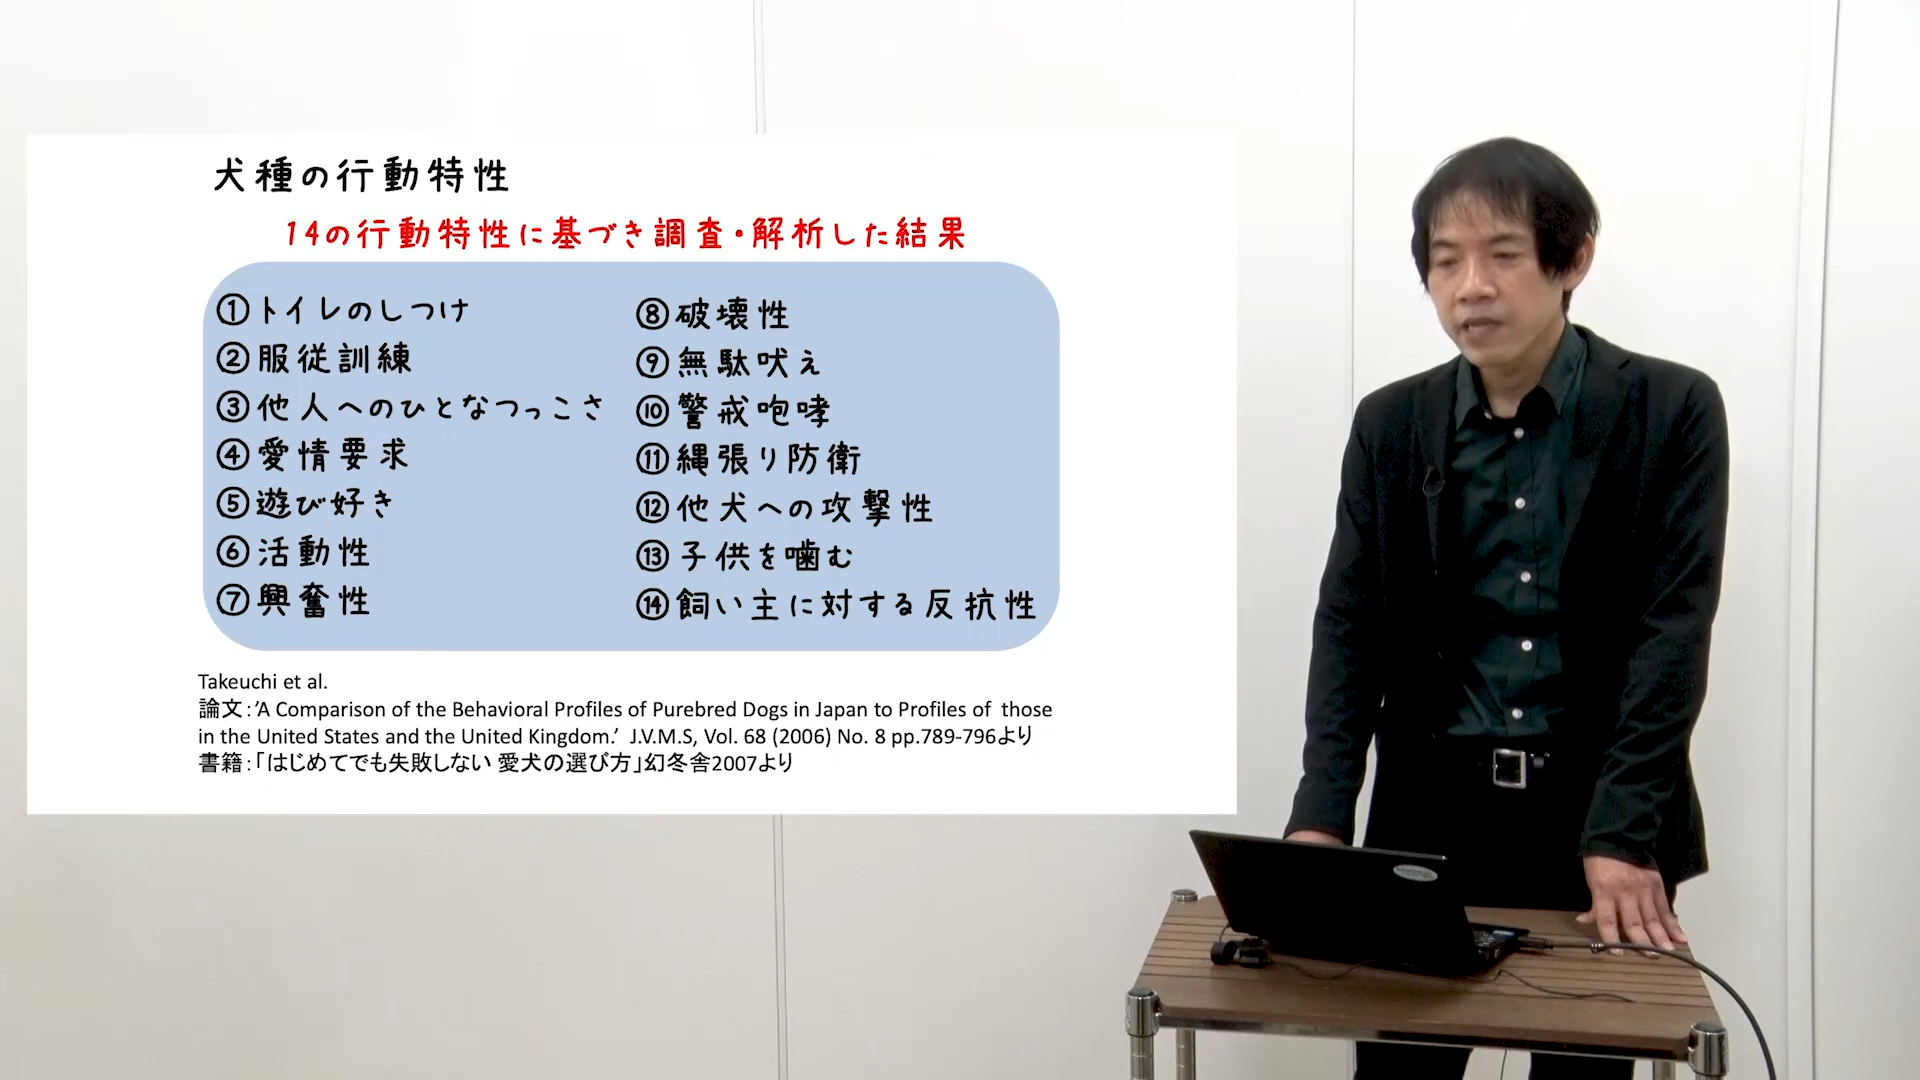 犬種の行動特性
14の行動特性に基づき調査・解析した結果
①トイレのしつけ
②服従訓練
③他人へのひとなつっこさ
④愛情要求
⑤遊び好き
⑥活動性
⑦興奮性
⑧破壊性
⑨無駄吠え
⑩警戒咆哮
⑪縄張り防衛
⑫他犬への攻撃性
⑬子供を噛む
⑭飼い主に対する反抗性
Takeuchi et al.
論文：’A Comparison of the Behavioral Profiles of Purebred Dogs in Japan to Profiles of those
in the United States and the United Kingdom.’ J.V.M.S, Vol. 68 (2006) No. 8 pp.789-796より
書籍：「はじめてでも失敗しない 愛犬の選び方」幻冬舎2007より